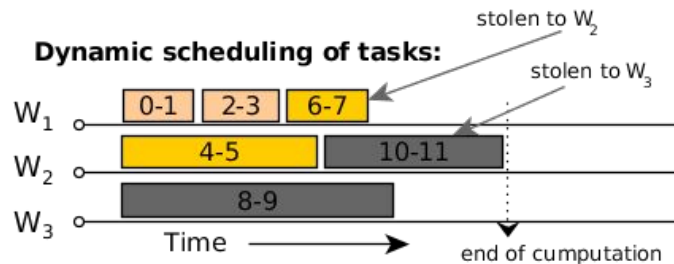 stolen to W2
Dynamic scheduling of tasks:
stolen to W3
W1 0-1 2-3 6-7
W2 4-5 10-11
W3 8-9
Time
end of cumputation